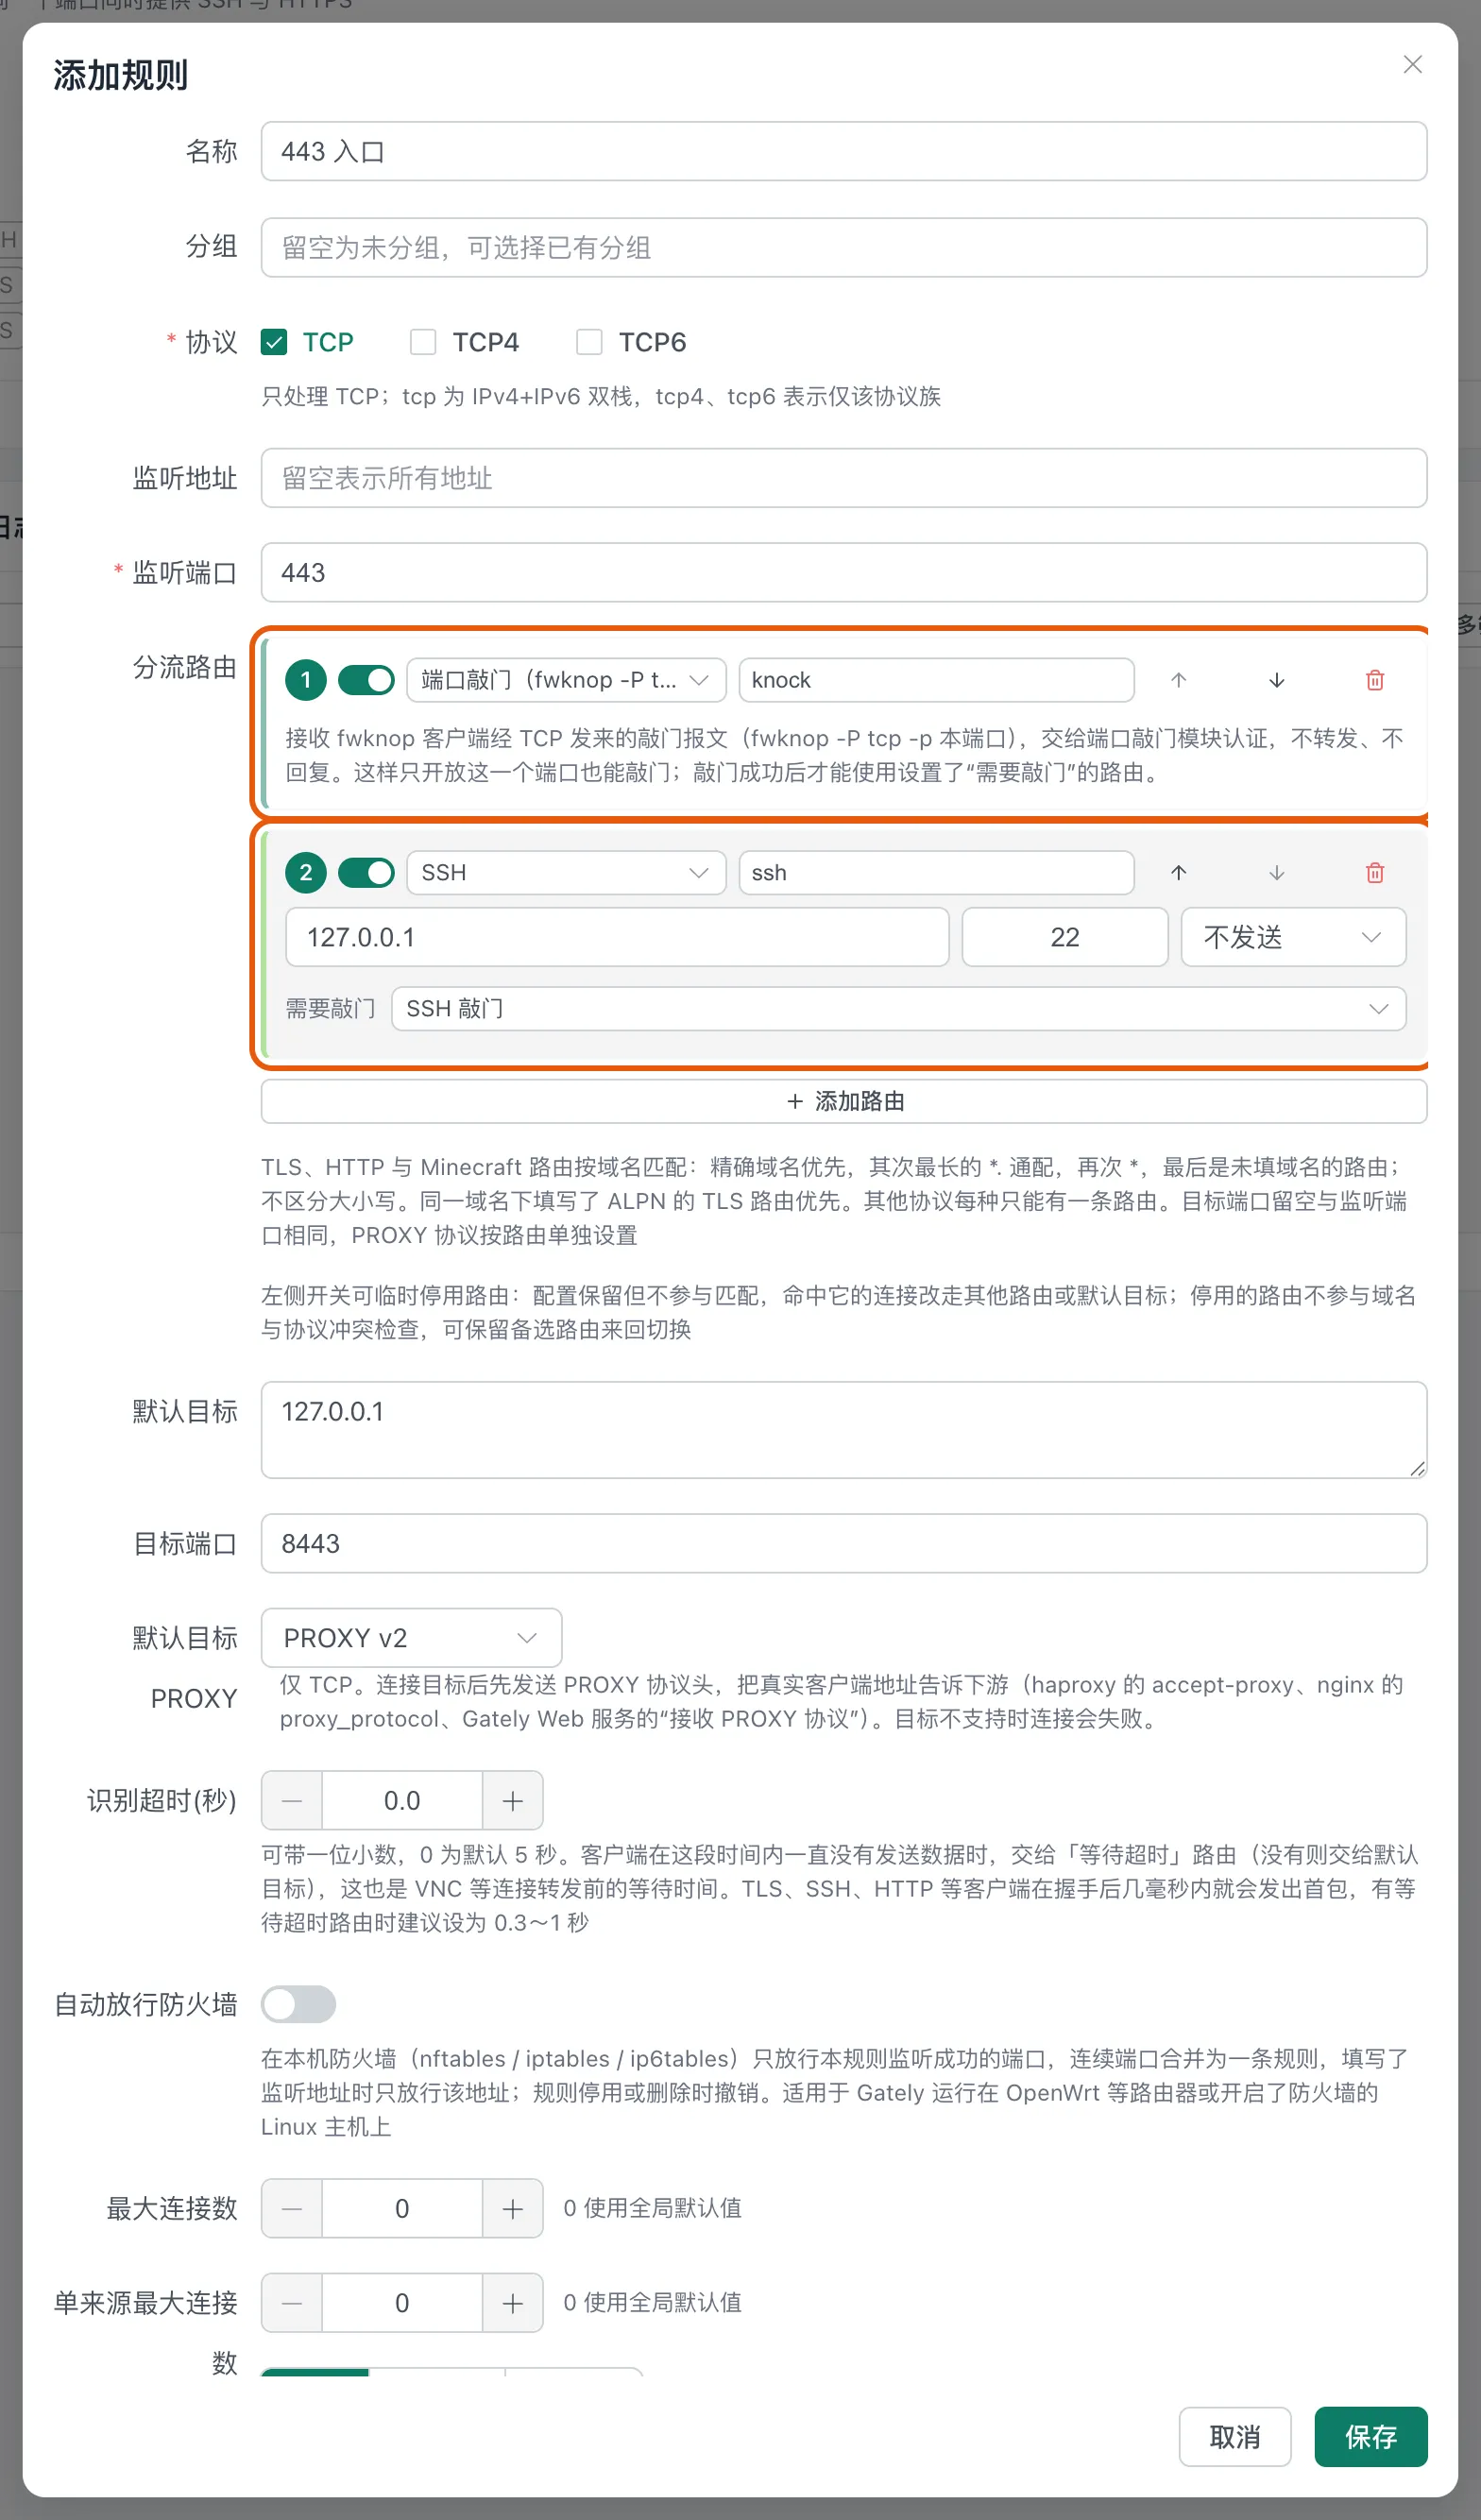 添加规则
名称
443 入口
分组
留空为未分组，可选择已有分组
* 协议
TCP
TCP4
TCP6
只处理 TCP；tcp 为 IPv4+IPv6 双栈，tcp4、tcp6 表示仅该协议族
监听地址
留空表示所有地址
* 监听端口
443
分流路由
1
端口敲门（fwknop -P t...
knock
接收 fwknop 客户端经 TCP 发来的敲门报文（fwknop -P tcp -p 本端口），交给端口敲门模块认证，不转发、不
回复。这样只开放这一个端口也能敲门；敲门成功后才能使用设置了“需要敲门”的路由。
2
SSH
ssh
127.0.0.1
22
不发送
需要敲门
SSH 敲门
+ 添加路由
TLS、HTTP 与 Minecraft 路由按域名匹配：精确域名优先，其次最长的 *. 通配，再次 *，最后是未填域名的路由；
不区分大小写。同一域名下填写了 ALPN 的 TLS 路由优先。其他协议每种只能有一条路由。目标端口留空与监听端
口相同，PROXY 协议按路由单独设置
左侧开关可临时停用路由：配置保留但不参与匹配，命中它的连接改走其他路由或默认目标；停用的路由不参与域名
与协议冲突检查，可保留备选路由来回切换
默认目标
127.0.0.1
目标端口
8443
默认目标
PROXY
PROXY v2
仅 TCP。连接目标后先发送 PROXY 协议头，把真实客户端地址告诉下游（haproxy 的 accept-proxy、nginx 的
proxy_protocol、Gately Web 服务的“接收 PROXY 协议”）。目标不支持时连接会失败。
识别超时(秒)
0.0
可带一位小数，0 为默认 5 秒。客户端在这段时间内一直没有发送数据时，交给「等待超时」路由（没有则交给默认
目标），这也是 VNC 等连接转发前的等待时间。TLS、SSH、HTTP 等客户端在握手后几毫秒内就会发出首包，有等
待超时路由时建议设为 0.3～1 秒
自动放行防火墙
在本机防火墙（nftables / iptables / ip6tables）只放行本规则监听成功的端口，连续端口合并为一条规则，填写了
监听地址时只放行该地址；规则停用或删除时撤销。适用于 Gately 运行在 OpenWrt 等路由器或开启了防火墙的
Linux 主机上
最大连接数
0
0 使用全局默认值
单来源最大连接
数
0
0 使用全局默认值
取消
保存